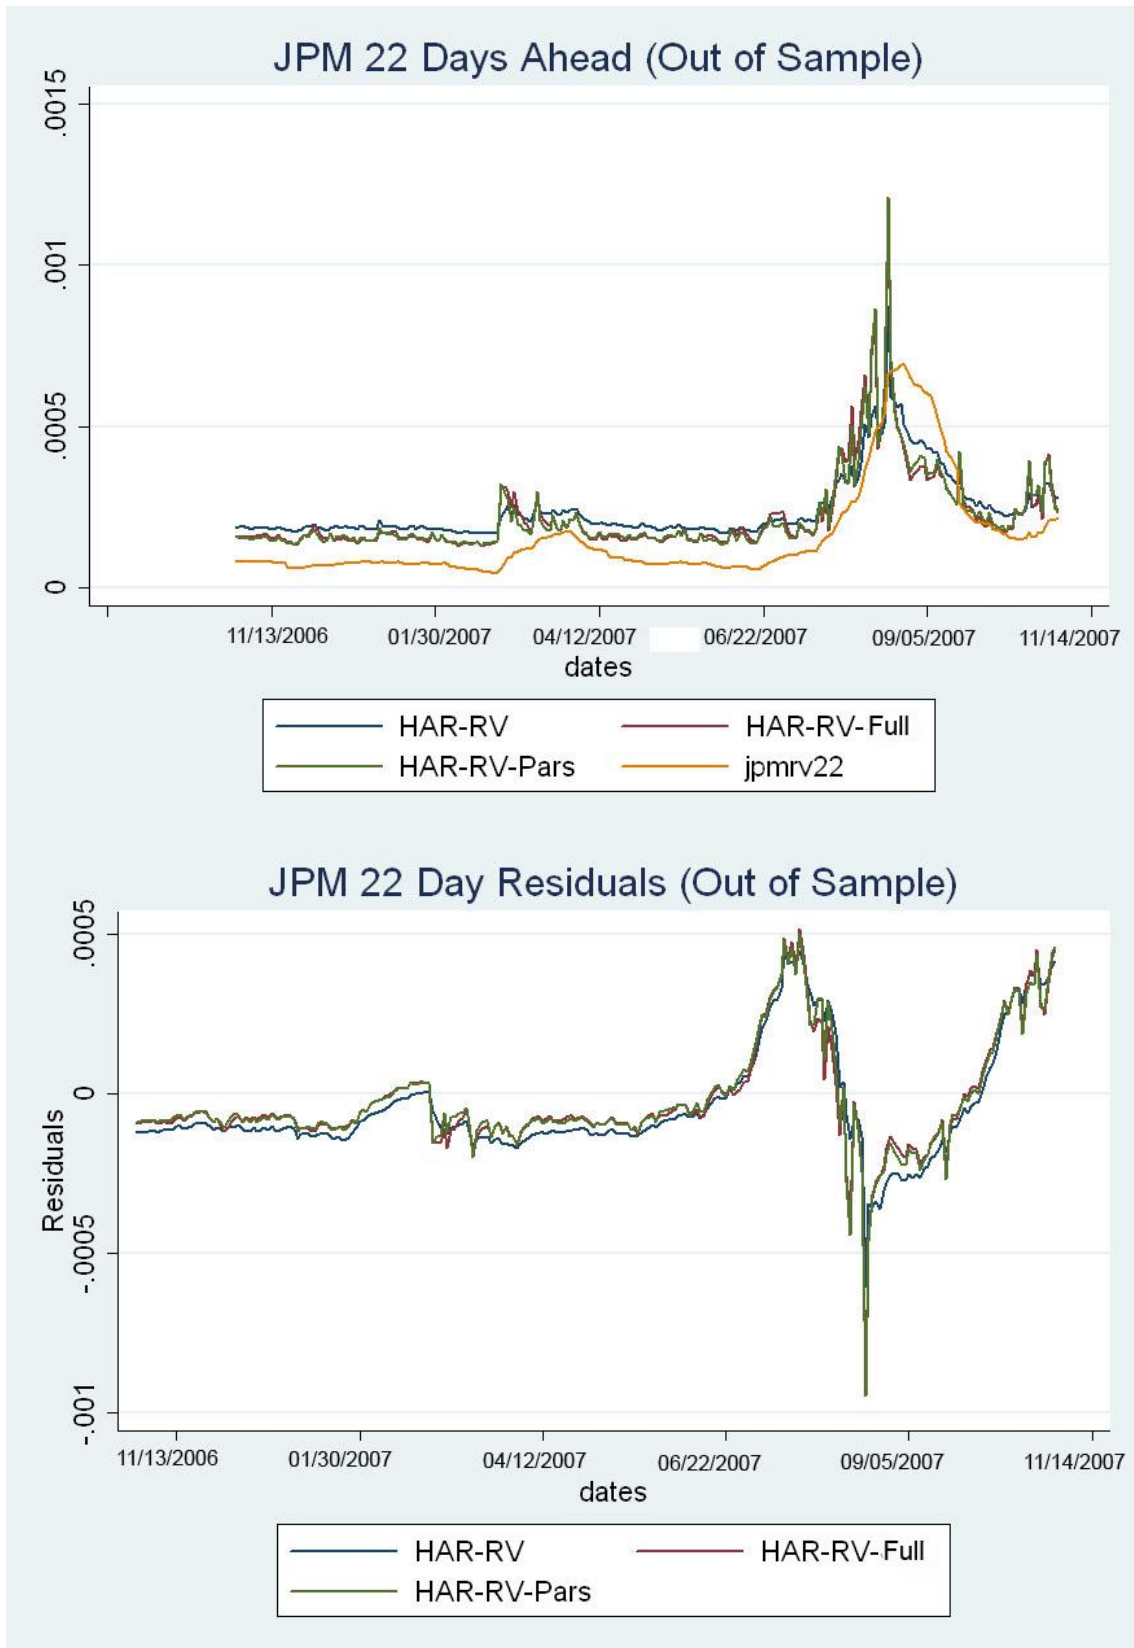 JPM 22 Days Ahead (Out of Sample)
.0015
.001
.0005
0
11/13/2006 01/30/2007 04/12/2007 06/22/2007 09/05/2007 11/14/2007
dates
HAR-RV HAR-RV-Full
HAR-RV-Pars jpmrv22
JPM 22 Day Residuals (Out of Sample)
Residuals
.0005
0
-.0005
-.001
11/13/2006 01/30/2007 04/12/2007 06/22/2007 09/05/2007 11/14/2007
dates
HAR-RV HAR-RV-Full
HAR-RV-Pars